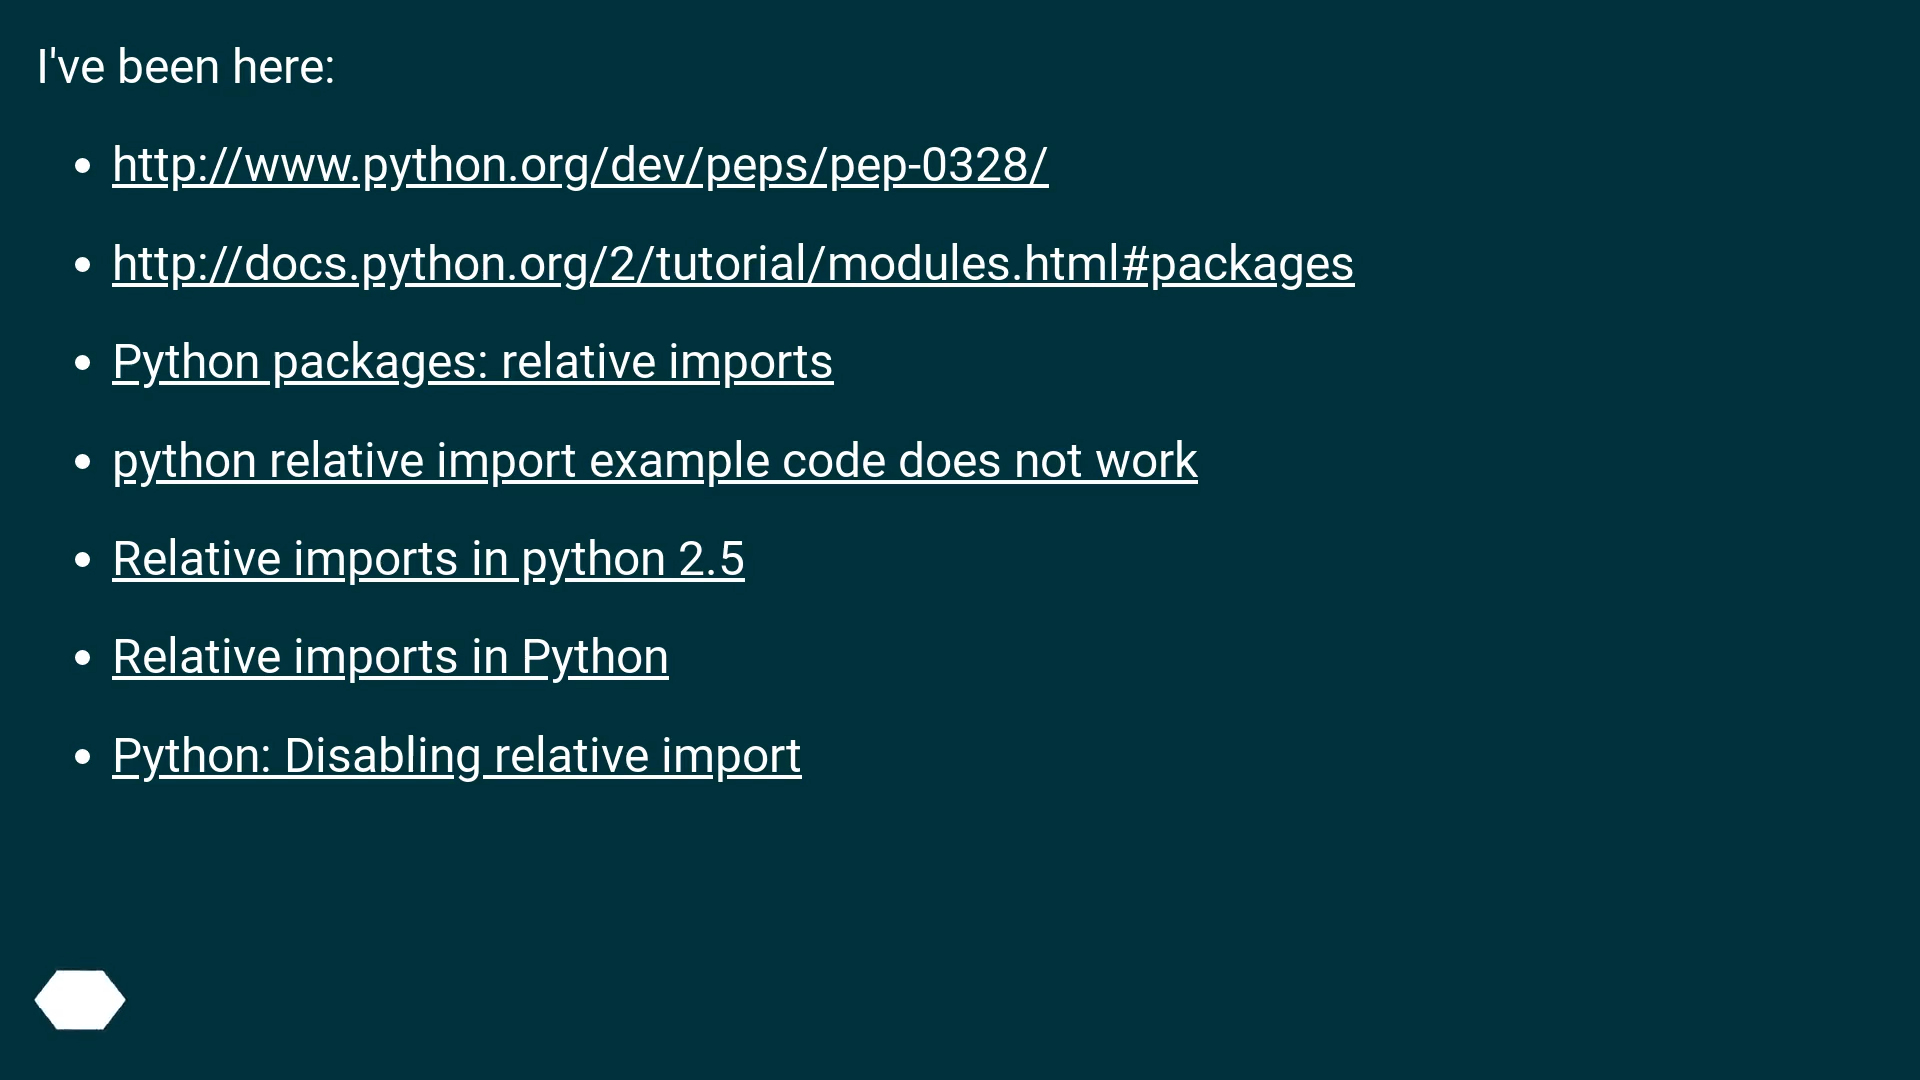 I've been here:
http://www.python.org/dev/peps/pep-0328/
http://docs.python.org/2/tutorial/modules.html#packages
Python packages: relative imports
python relative import example code does not work
Relative imports in python 2.5
Relative imports in Python
Python: Disabling relative import